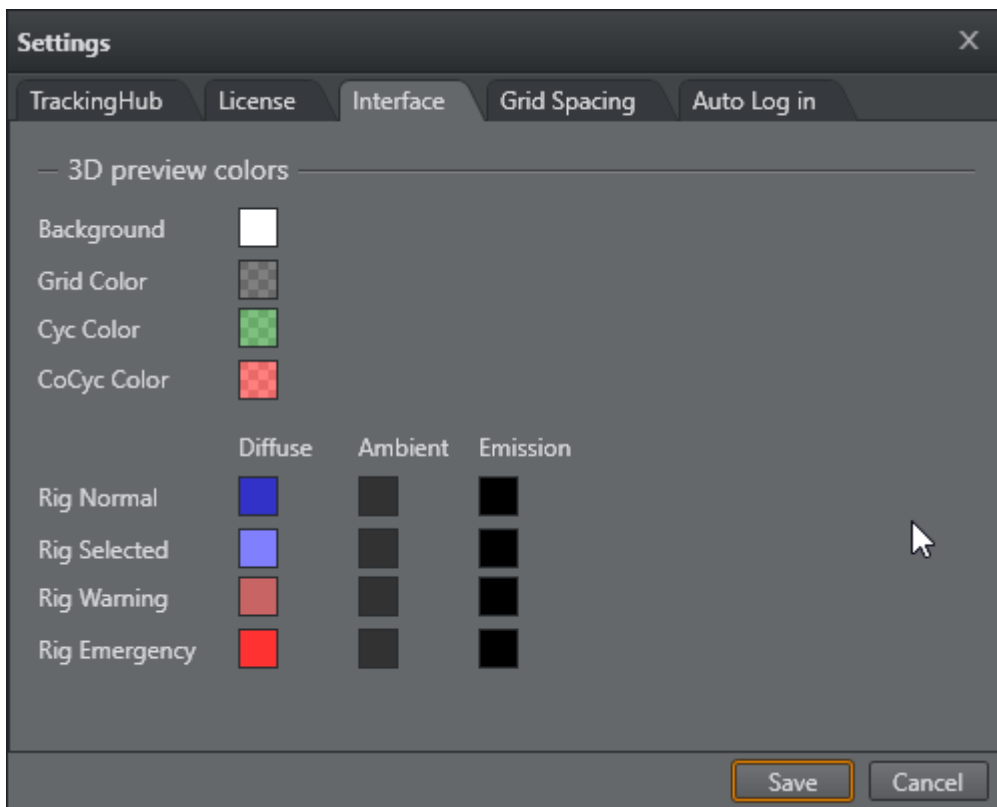 Settings
TrackingHub License Interface Grid Spacing Auto Log in
3D preview colors
Background
Grid Color
Cyc Color
CoCyc Color
Diffuse Ambient Emission
Rig Normal
Rig Selected
Rig Warning
Rig Emergency
Save Cancel